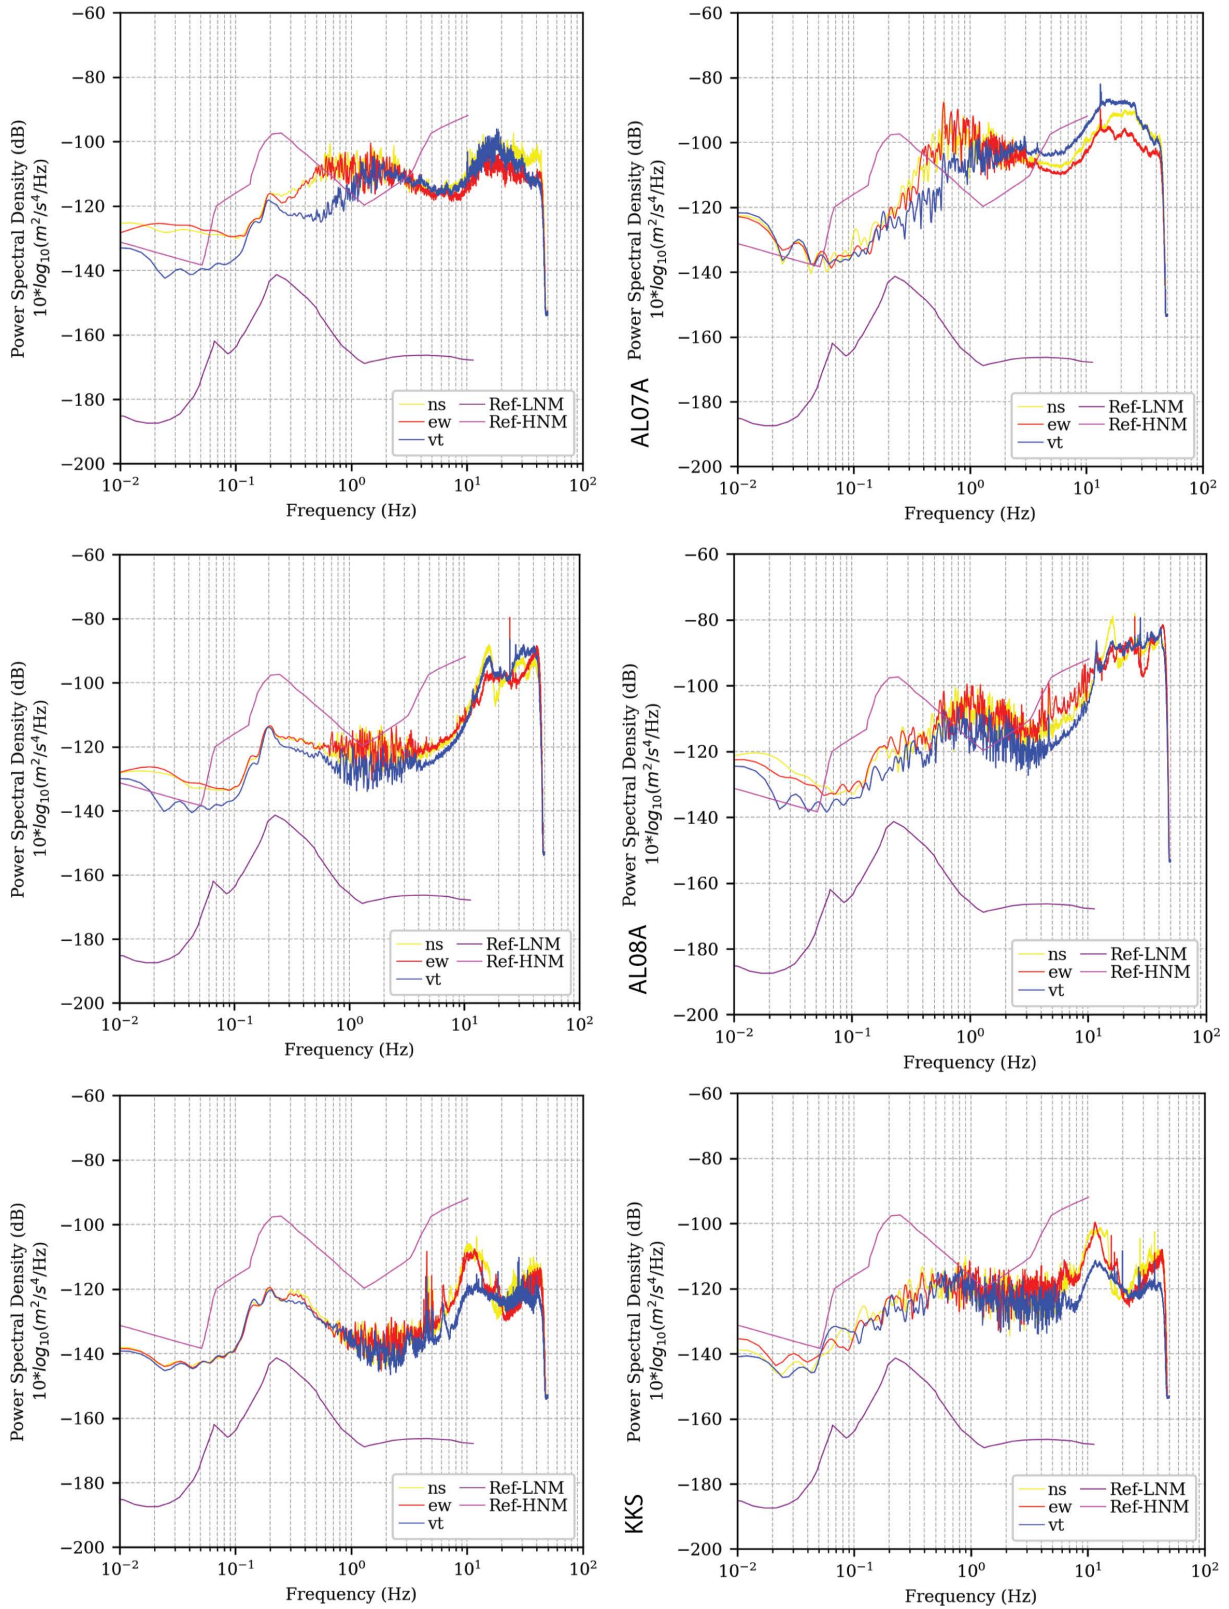 −60
−80
−100
−120
−140
−160
−180
−200
Power Spectral Density (dB)
10*log₁₀(m²/s⁴/Hz)
ns
ew
vt
Ref-LNM
Ref-HNM
10⁻²
10⁻¹
10⁰
10¹
10²
Frequency (Hz)
AL07A
−60
−80
−100
−120
−140
−160
−180
−200
Power Spectral Density (dB)
10*log₁₀(m²/s⁴/Hz)
ns
ew
vt
Ref-LNM
Ref-HNM
10⁻²
10⁻¹
10⁰
10¹
10²
Frequency (Hz)
−60
−80
−100
−120
−140
−160
−180
−200
Power Spectral Density (dB)
10*log₁₀(m²/s⁴/Hz)
ns
ew
vt
Ref-LNM
Ref-HNM
10⁻²
10⁻¹
10⁰
10¹
10²
Frequency (Hz)
AL08A
−60
−80
−100
−120
−140
−160
−180
−200
Power Spectral Density (dB)
10*log₁₀(m²/s⁴/Hz)
ns
ew
vt
Ref-LNM
Ref-HNM
10⁻²
10⁻¹
10⁰
10¹
10²
Frequency (Hz)
−60
−80
−100
−120
−140
−160
−180
−200
Power Spectral Density (dB)
10*log₁₀(m²/s⁴/Hz)
ns
ew
vt
Ref-LNM
Ref-HNM
10⁻²
10⁻¹
10⁰
10¹
10²
Frequency (Hz)
KKS
−60
−80
−100
−120
−140
−160
−180
−200
Power Spectral Density (dB)
10*log₁₀(m²/s⁴/Hz)
ns
ew
vt
Ref-LNM
Ref-HNM
10⁻²
10⁻¹
10⁰
10¹
10²
Frequency (Hz)